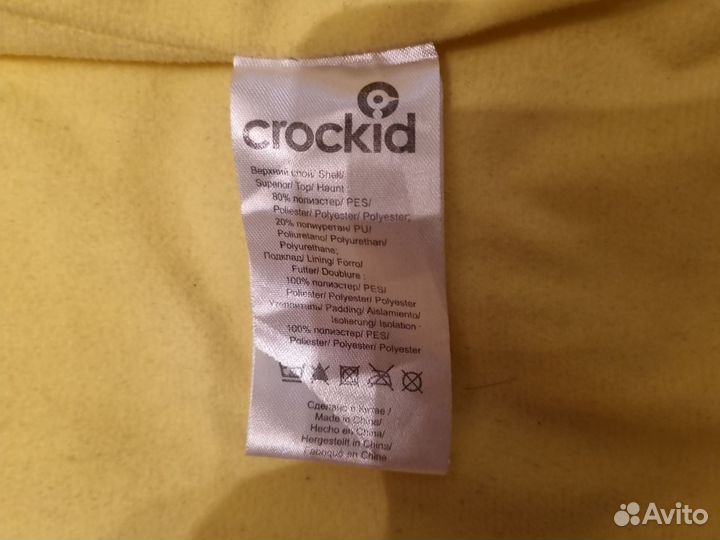 crockid
Верхний слой/ Shell/
Superior/ Top/ Haunt :
80% полиэстер/ PES/
Poliester/ Polyester/ Polyester;
20% полиуретан/ PU/
Poliuretano/ Polyurethan/
Polyurethane;
Подклад/ Lining/ Forro/
Futter/ Doublure :
100% полиэстер/ PES/
Poliester/ Polyester/ Polyester
Утеплитель/ Padding/ Aislamiento/
Isolierung/ Isolation :
100% полиэстер/ PES/
Poliester/ Polyester/ Polyester
Сделано в Китае /
Made in China/
Hecho en China/
Hergestellt in China/
Fabriqué en Chine
Avito